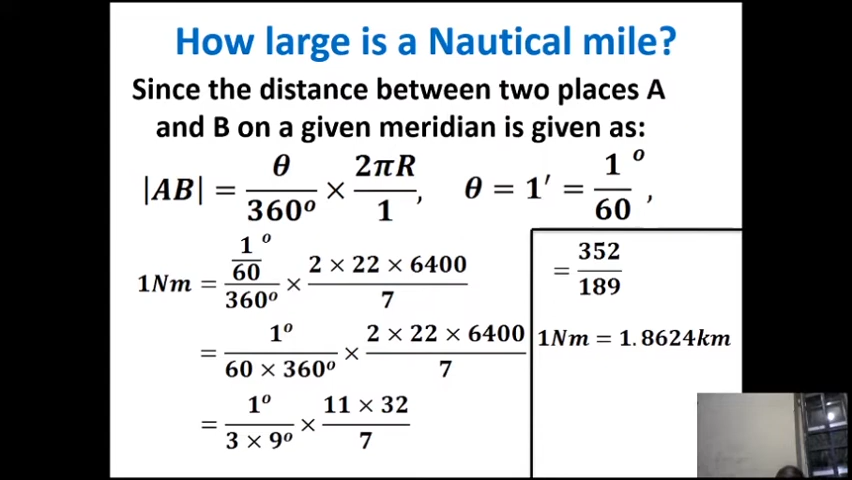 How large is a Nautical mile?
Since the distance between two places A
and B on a given meridian is given as:
|AB| = θ/360° × 2πR/1, θ = 1′ = 1/60 °,
1Nm = (1/60)°/360° × (2 × 22 × 6400)/7
= 1°/(60 × 360°) × (2 × 22 × 6400)/7
= 1°/(3 × 9°) × (11 × 32)/7
= 352/189
1Nm = 1.8624km